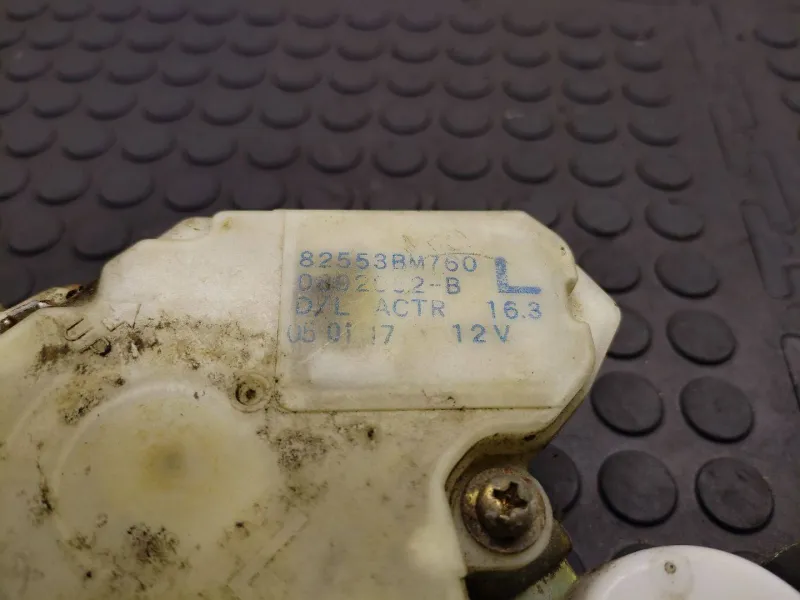 82553BM760
L
D/L ACTR 16.3
05 01 17 12V